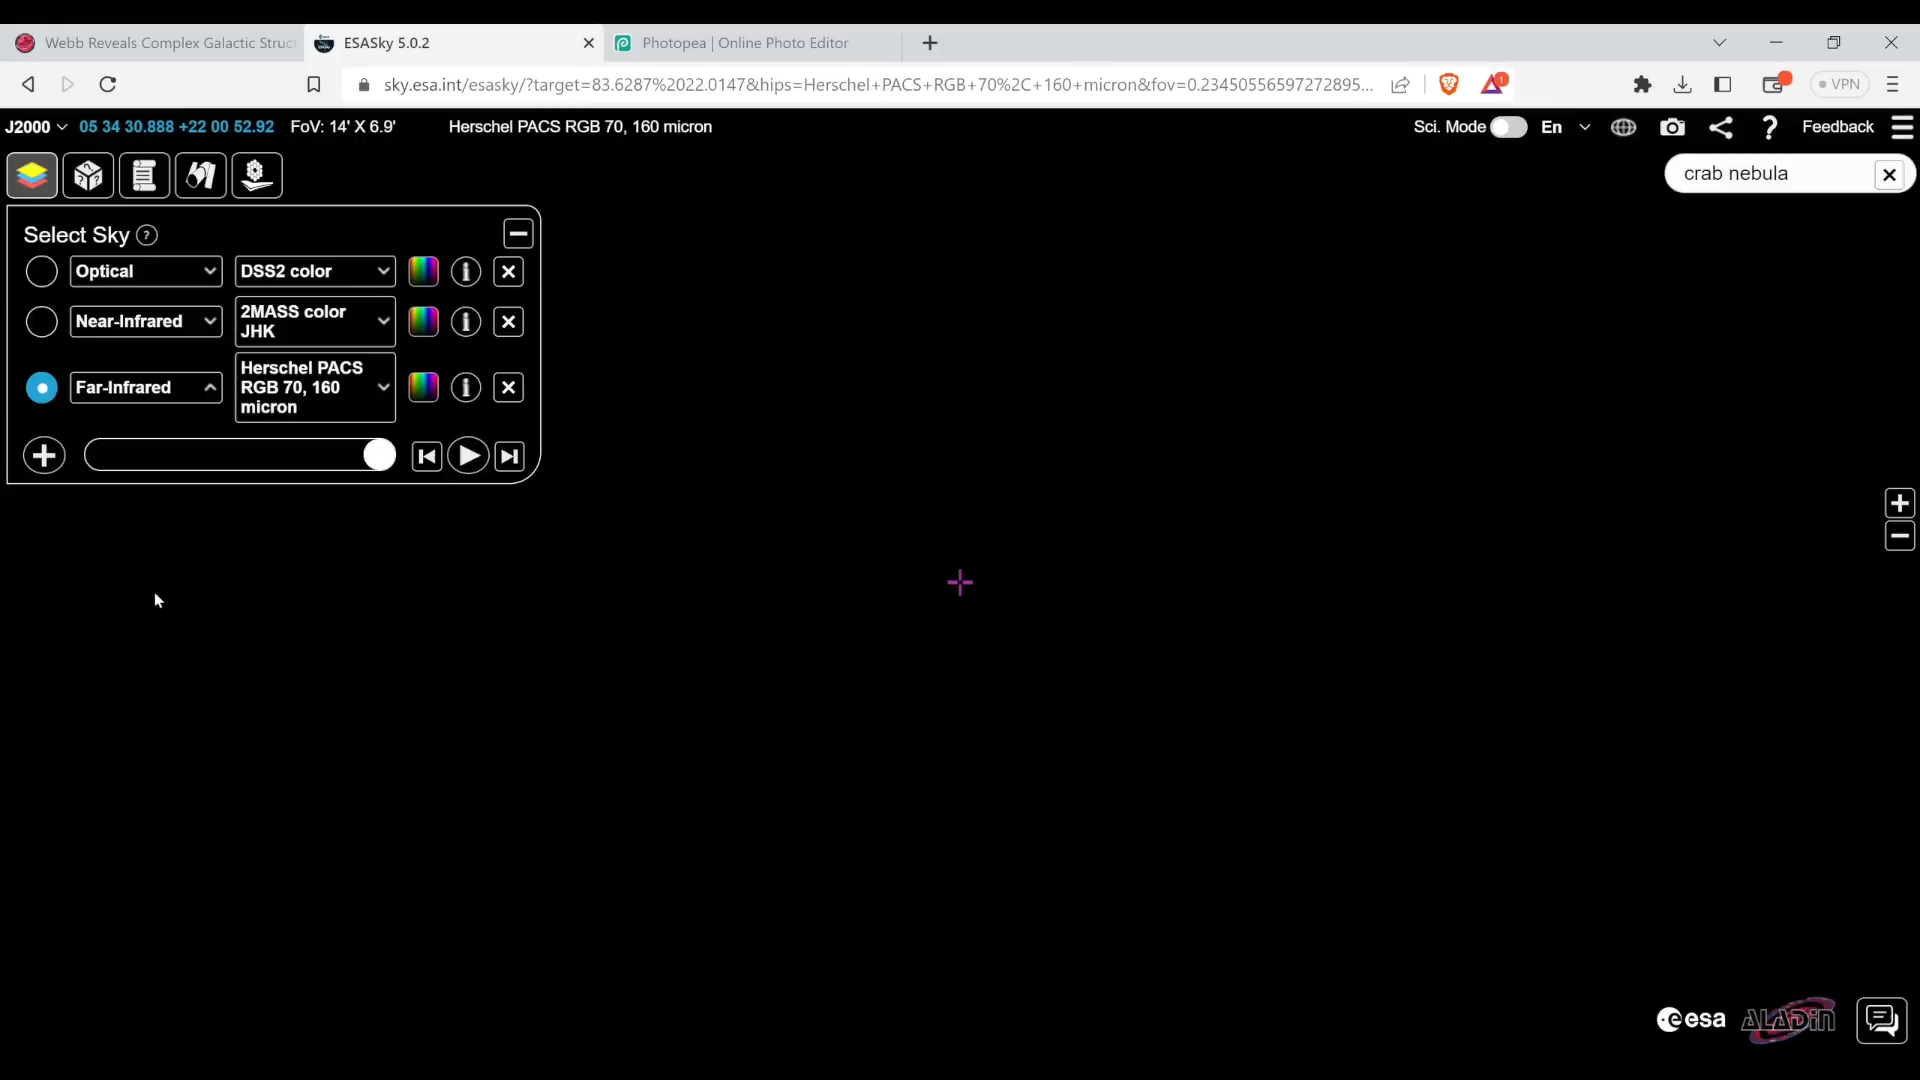 Webb Reveals Complex Galactic Struct
ESASky 5.0.2
Photopea | Online Photo Editor
sky.esa.int/esasky/?target=83.6287%2022.0147&hips=Herschel+PACS+RGB+70%2C+160+micron&fov=0.23450556597272895...
1
VPN
J2000 05 34 30.888 +22 00 52.92 FoV: 14' X 6.9' Herschel PACS RGB 70, 160 micron
Sci. Mode En ? Feedback
crab nebula
Select Sky ?
Optical DSS2 color
Near-Infrared 2MASS color
JHK
Far-Infrared Herschel PACS
RGB 70, 160
micron
esa ALADIN